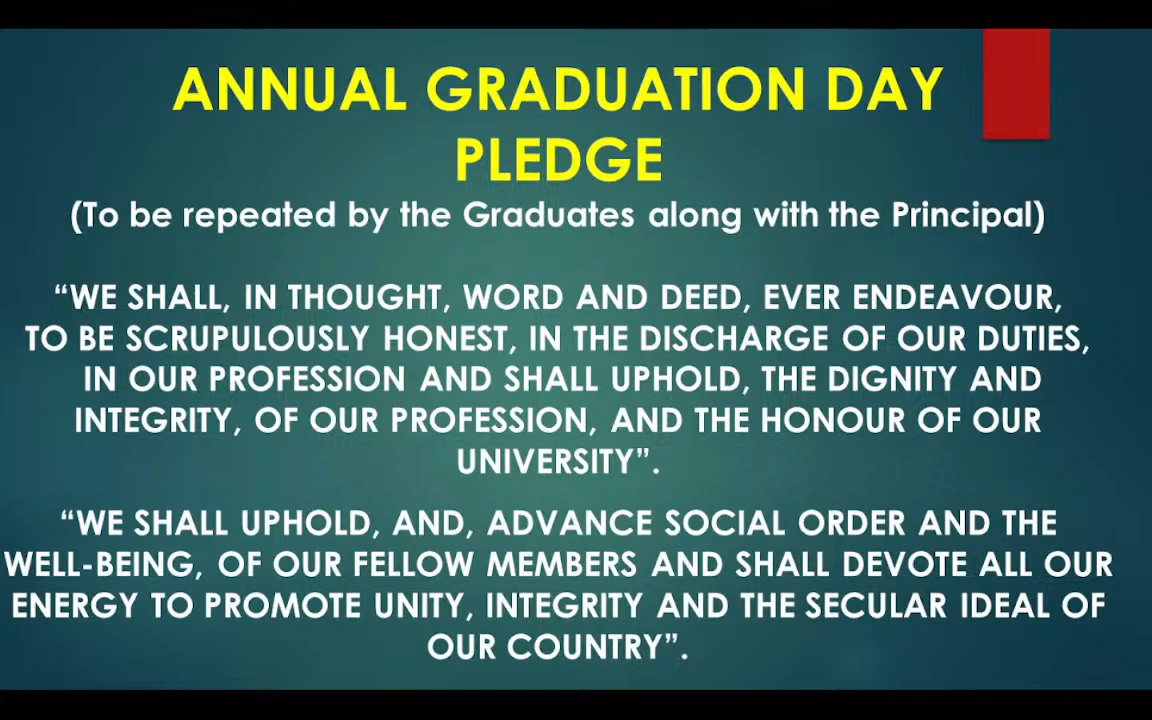 ANNUAL GRADUATION DAY
PLEDGE
(To be repeated by the Graduates along with the Principal)
“WE SHALL, IN THOUGHT, WORD AND DEED, EVER ENDEAVOUR,
TO BE SCRUPULOUSLY HONEST, IN THE DISCHARGE OF OUR DUTIES,
IN OUR PROFESSION AND SHALL UPHOLD, THE DIGNITY AND
INTEGRITY, OF OUR PROFESSION, AND THE HONOUR OF OUR
UNIVERSITY”.
“WE SHALL UPHOLD, AND, ADVANCE SOCIAL ORDER AND THE
WELL-BEING, OF OUR FELLOW MEMBERS AND SHALL DEVOTE ALL OUR
ENERGY TO PROMOTE UNITY, INTEGRITY AND THE SECULAR IDEAL OF
OUR COUNTRY”.